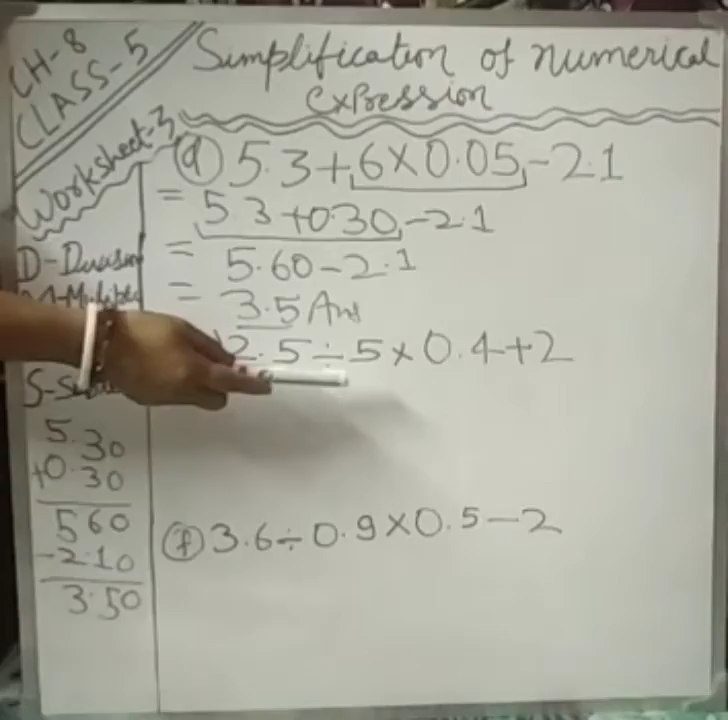 CH-8
CLASS-5
Simplification of numerical
expression
Worksheet-3
(d) 5.3+6×0.05-2.1
= 5 3+0.30-2.1
= 5.60-2.1
= 3.5 Ans
2.5÷5×0.4+2
(f) 3.6÷0.9×0.5-2
D-Division
5.30
+0.30
560
-2.10
3.50